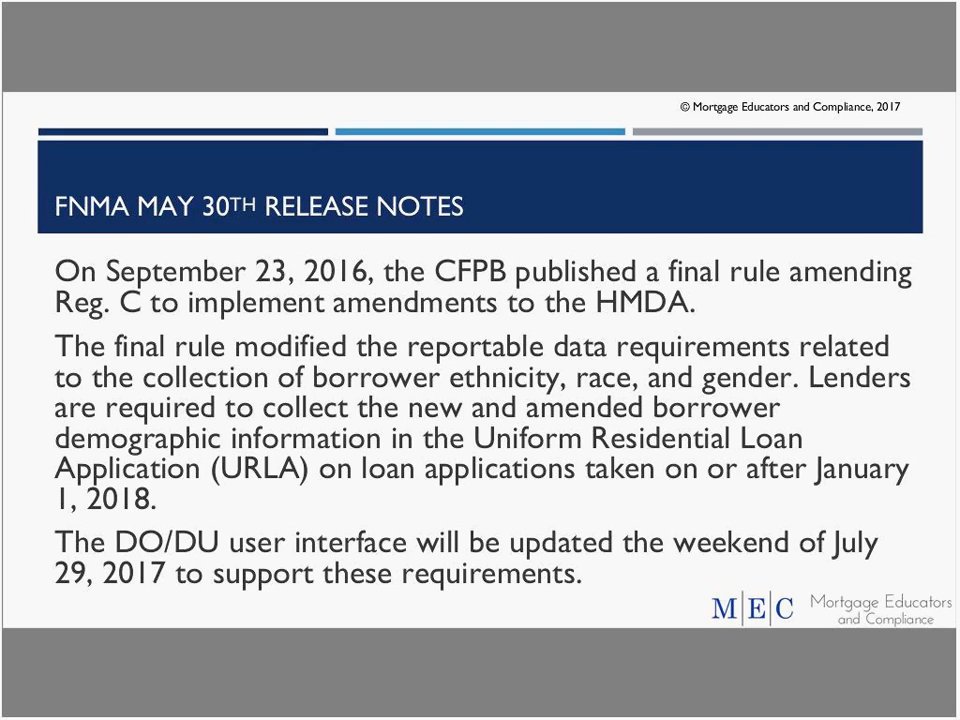 © Mortgage Educators and Compliance, 2017
FNMA MAY 30TH RELEASE NOTES
On September 23, 2016, the CFPB published a final rule amending
Reg. C to implement amendments to the HMDA.
The final rule modified the reportable data requirements related
to the collection of borrower ethnicity, race, and gender. Lenders
are required to collect the new and amended borrower
demographic information in the Uniform Residential Loan
Application (URLA) on loan applications taken on or after January
1, 2018.
The DO/DU user interface will be updated the weekend of July
29, 2017 to support these requirements.
M|E|C Mortgage Educators
and Compliance